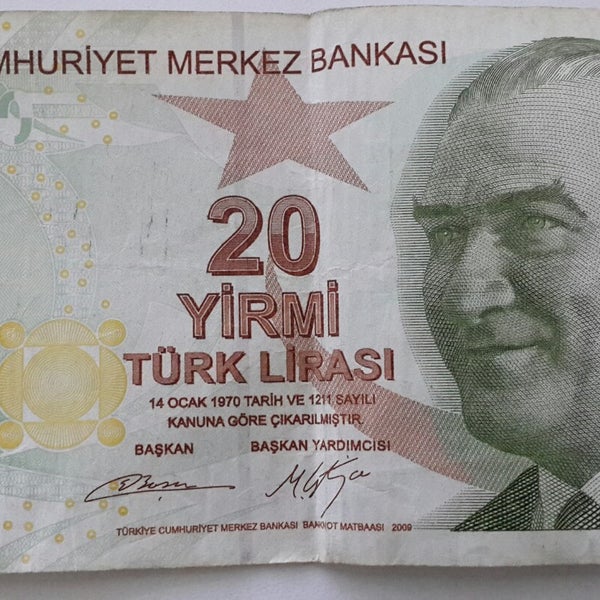 MHURİYET MERKEZ BANKASI
20
YİRMİ
TÜRK LİRASI
14 OCAK 1970 TARİH VE 1211 SAYILI
KANUNA GÖRE ÇIKARILMIŞTIR.
BAŞKAN BAŞKAN YARDIMCISI
TÜRKİYE CUMHURİYET MERKEZ BANKASI BANKNOT MATBAASI 2009